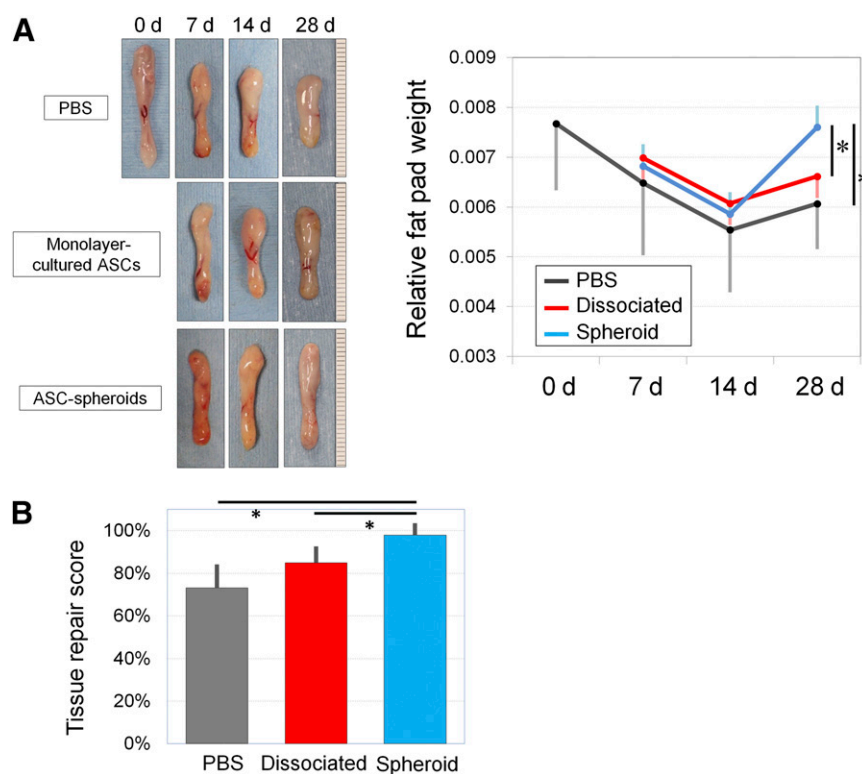 A
0 d 7 d 14 d 28 d
PBS
Monolayer-
cultured ASCs
ASC-spheroids
Relative fat pad weight
0.009
0.008
0.007
0.006
0.005
0.004
0.003
*
*
PBS
Dissociated
Spheroid
0 d 7 d 14 d 28 d
B
Tissue repair score
* *
100%
80%
60%
40%
20%
0%
PBS Dissociated Spheroid